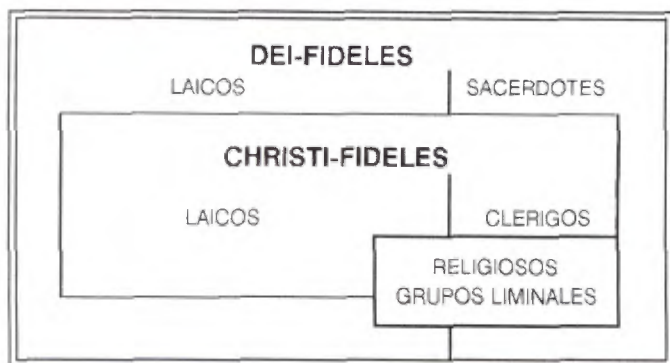 DEI-FIDELES
LAICOS SACERDOTES
CHRISTI-FIDELES
LAICOS CLERIGOS
RELIGIOSOS
GRUPOS LIMINALES